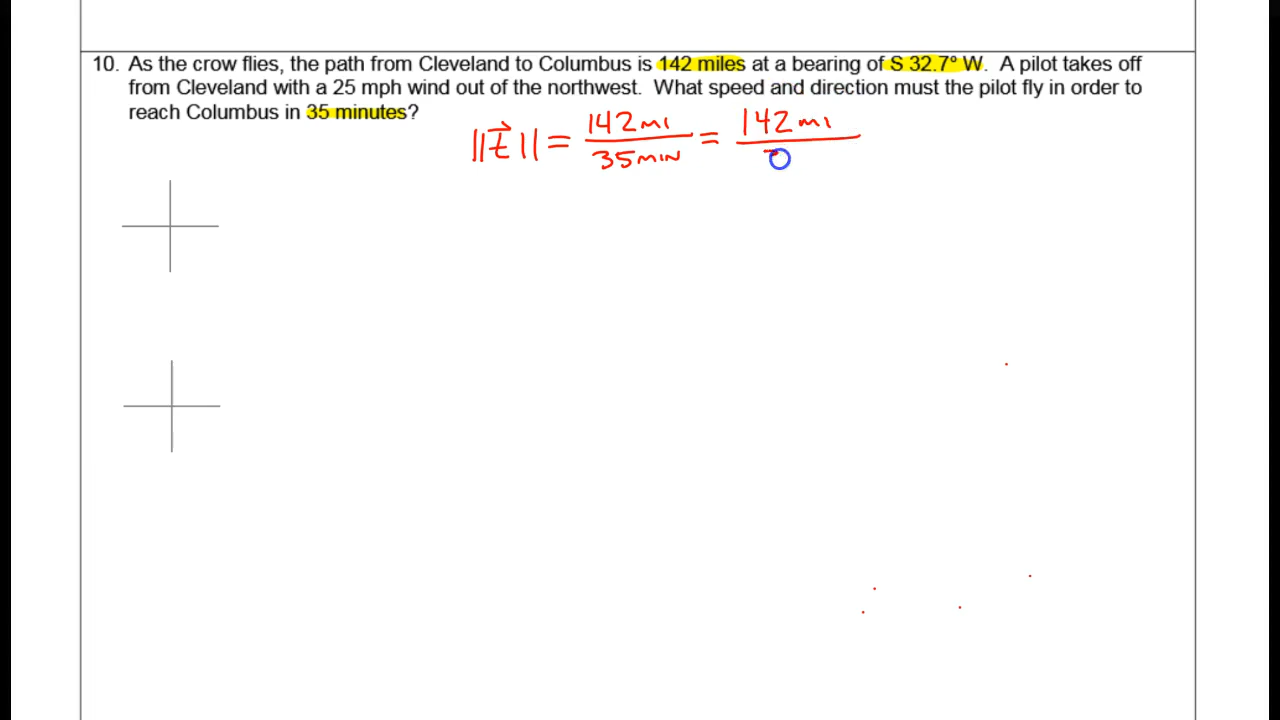 10. As the crow flies, the path from Cleveland to Columbus is 142 miles at a bearing of S 32.7° W. A pilot takes off
from Cleveland with a 25 mph wind out of the northwest. What speed and direction must the pilot fly in order to
reach Columbus in 35 minutes?
||t⃗|| = 142 MI / 35 MIN = 142 MI /